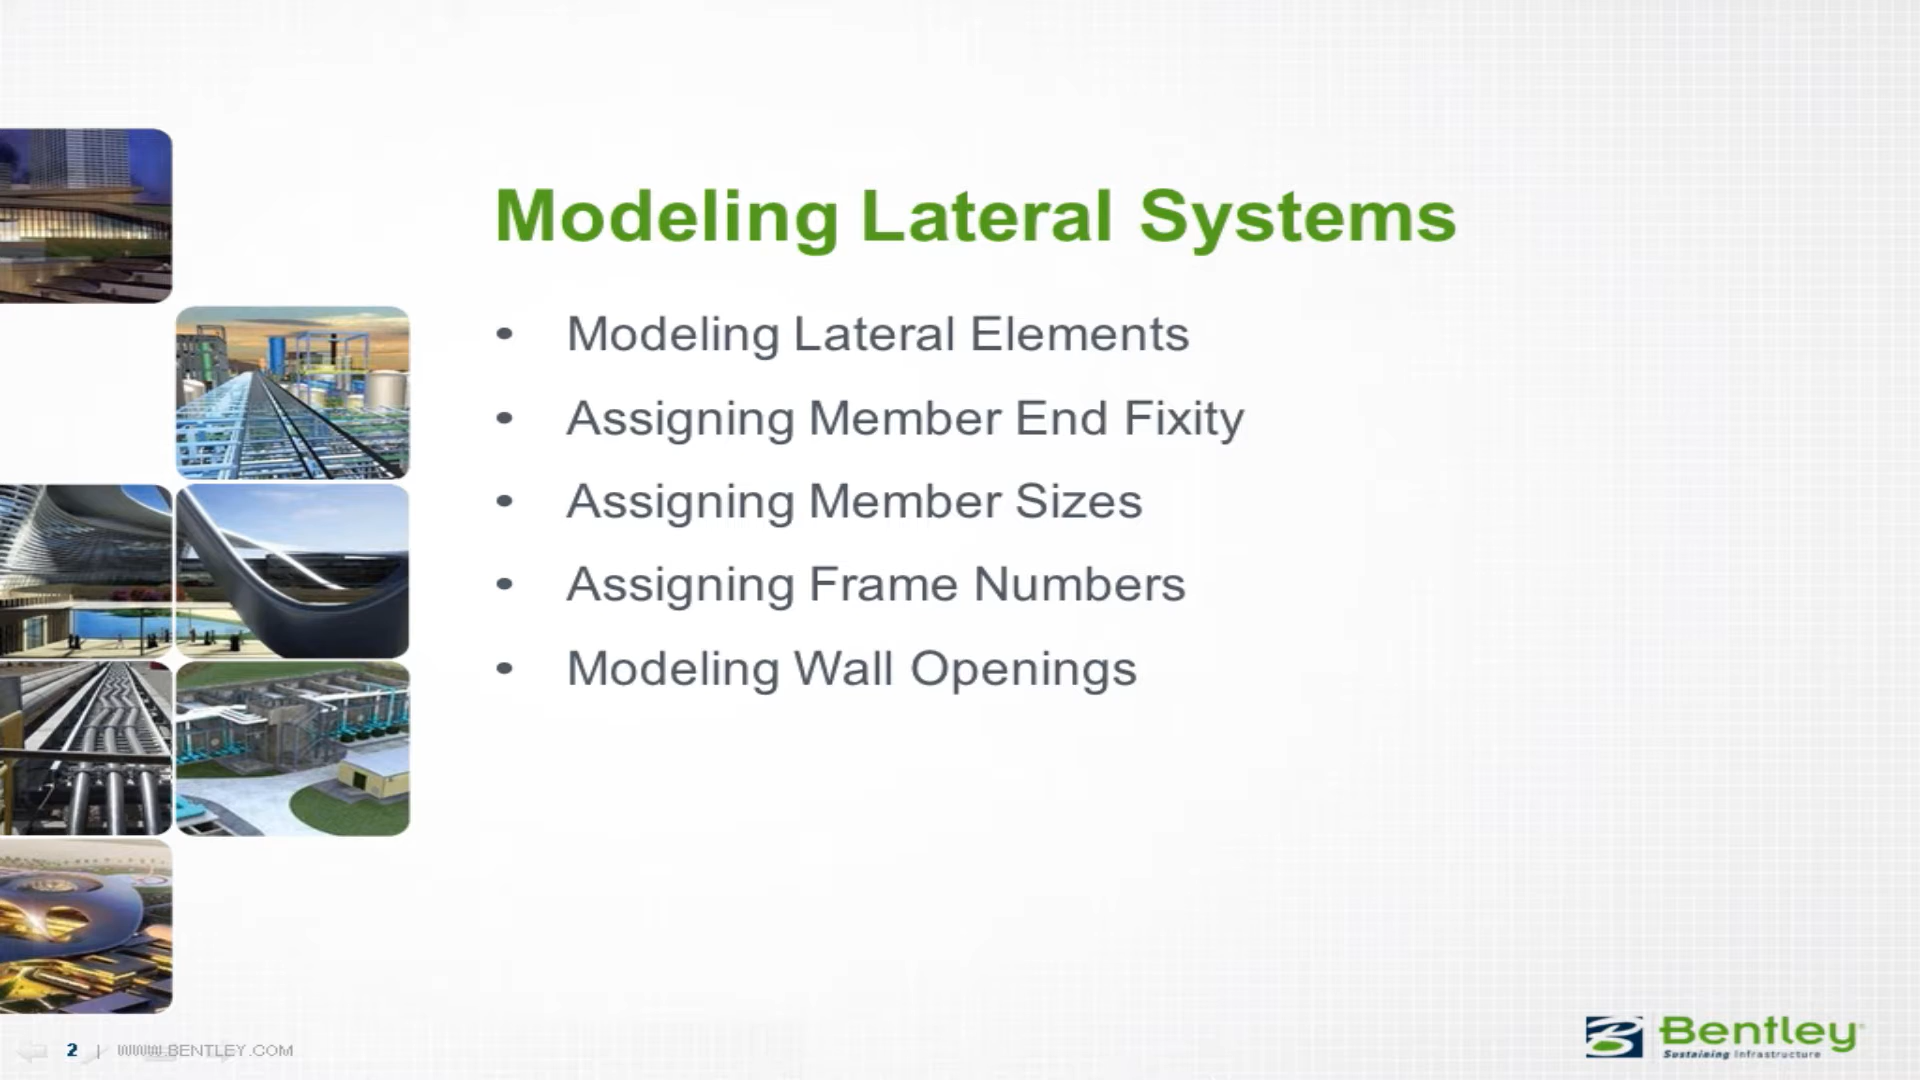 Modeling Lateral Systems
• Modeling Lateral Elements
• Assigning Member End Fixity
• Assigning Member Sizes
• Assigning Frame Numbers
• Modeling Wall Openings
2 | WWW.BENTLEY.COM
Bentley
Sustaining Infrastructure